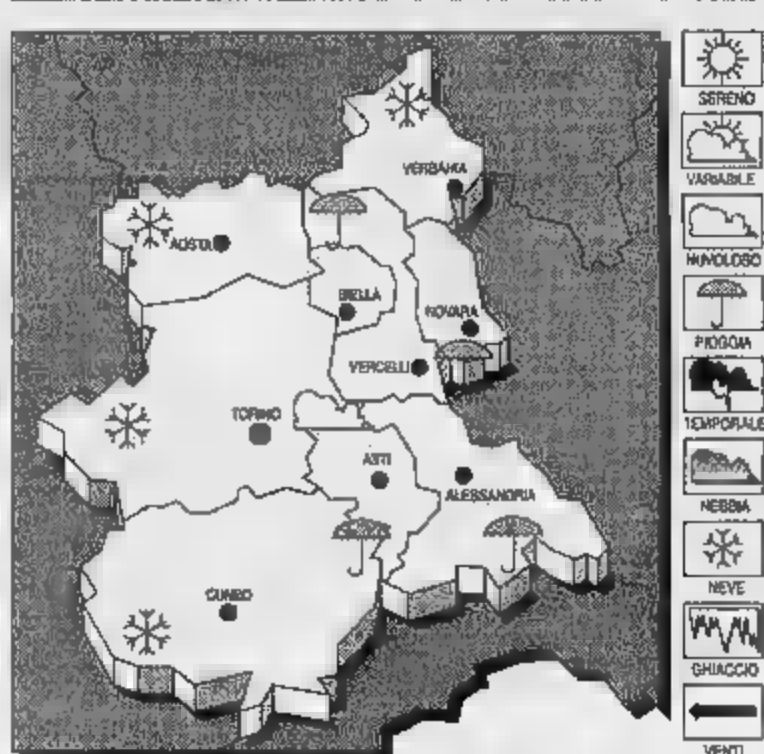 VERBANIA
AOSTA
BIELLA
NOVARA
VERCELLI
TORINO
ASTI
ALESSANDRIA
CUNEO
SERENO
VARIABILE
NUVOLOSO
PIOGGIA
TEMPORALE
NEBBIA
NEVE
GHIACCIO
VENTI